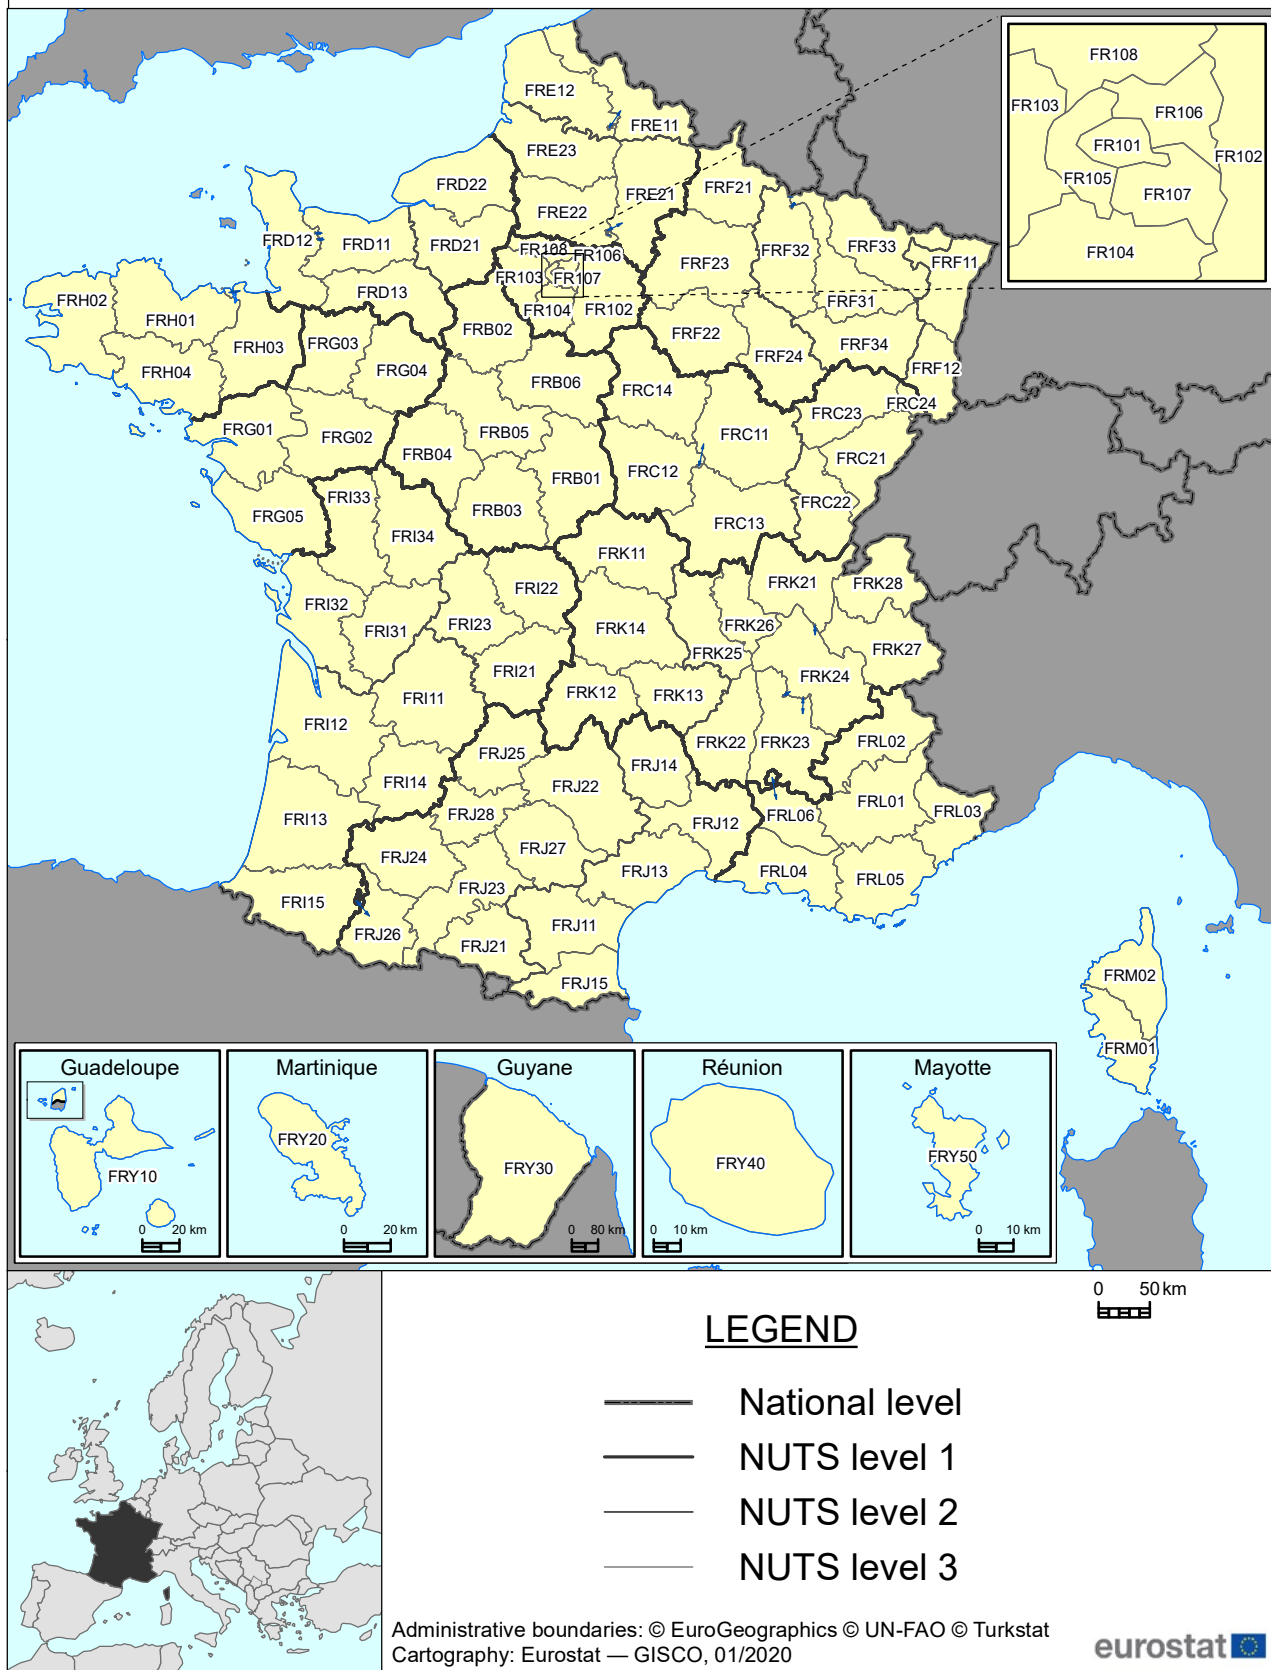 FR108
FR103
FR106
FR101
FR102
FR105
FR107
FR104
FRE12
FRE11
FRE23
FRD22
FRE21
FRF21
FRE22
FRD12
FRD11
FRD21
FR108
FR106
FRF32
FRF33
FRF11
FRF23
FR103
FR107
FRD13
FRH02
FRF31
FR104
FR102
FRH01
FRB02
FRF22
FRH03
FRG03
FRF34
FRF24
FRH04
FRG04
FRF12
FRB06
FRC14
FRC24
FRC23
FRG01
FRG02
FRB05
FRC11
FRB04
FRC21
FRB01
FRC12
FRI33
FRC22
FRG05
FRB03
FRC13
FRI34
FRK11
FRK21
FRK28
FRI22
FRI32
FRI23
FRK14
FRK26
FRI31
FRK27
FRK25
FRI21
FRK24
FRI11
FRK12
FRK13
FRI12
FRK22
FRK23
FRL02
FRJ25
FRJ14
FRI14
FRJ22
FRL01
FRL03
FRJ28
FRL06
FRI13
FRJ12
FRJ24
FRJ27
FRJ13
FRL04
FRL05
FRJ23
FRI15
FRJ11
FRJ26
FRJ21
FRJ15
FRM02
FRM01
Guadeloupe
FRY10
0 20 km
Martinique
FRY20
0 20 km
Guyane
FRY30
0 80 km
Réunion
FRY40
0 10 km
Mayotte
FRY50
0 10 km
0 50 km
LEGEND
National level
NUTS level 1
NUTS level 2
NUTS level 3
Administrative boundaries: © EuroGeographics © UN-FAO © Turkstat
Cartography: Eurostat — GISCO, 01/2020
eurostat